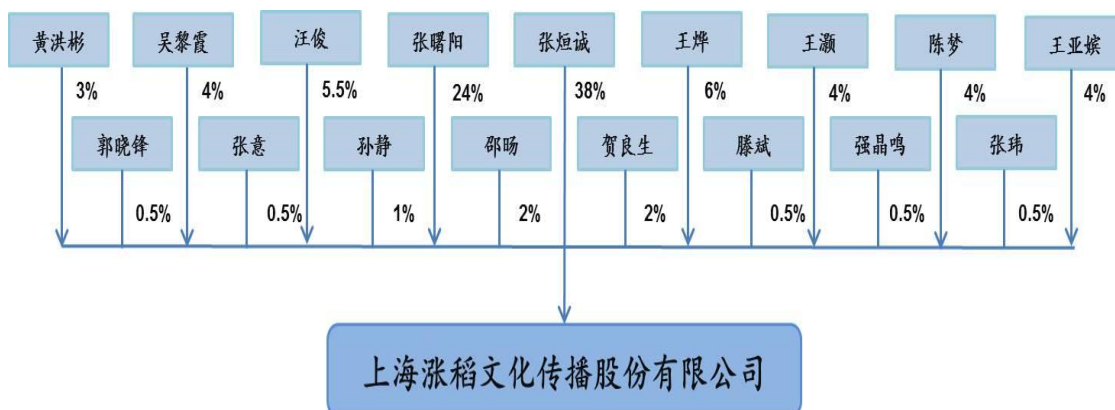 黄洪彬
吴黎霞
汪俊
张曙阳
张烜诚
王烨
王灏
陈梦
王亚嫔
3%
4%
5.5%
24%
38%
6%
4%
4%
4%
郭晓锋
张意
孙静
邵旸
贺良生
滕斌
强晶鸣
张玮
0.5%
0.5%
1%
2%
2%
0.5%
0.5%
0.5%
上海涨稻文化传播股份有限公司